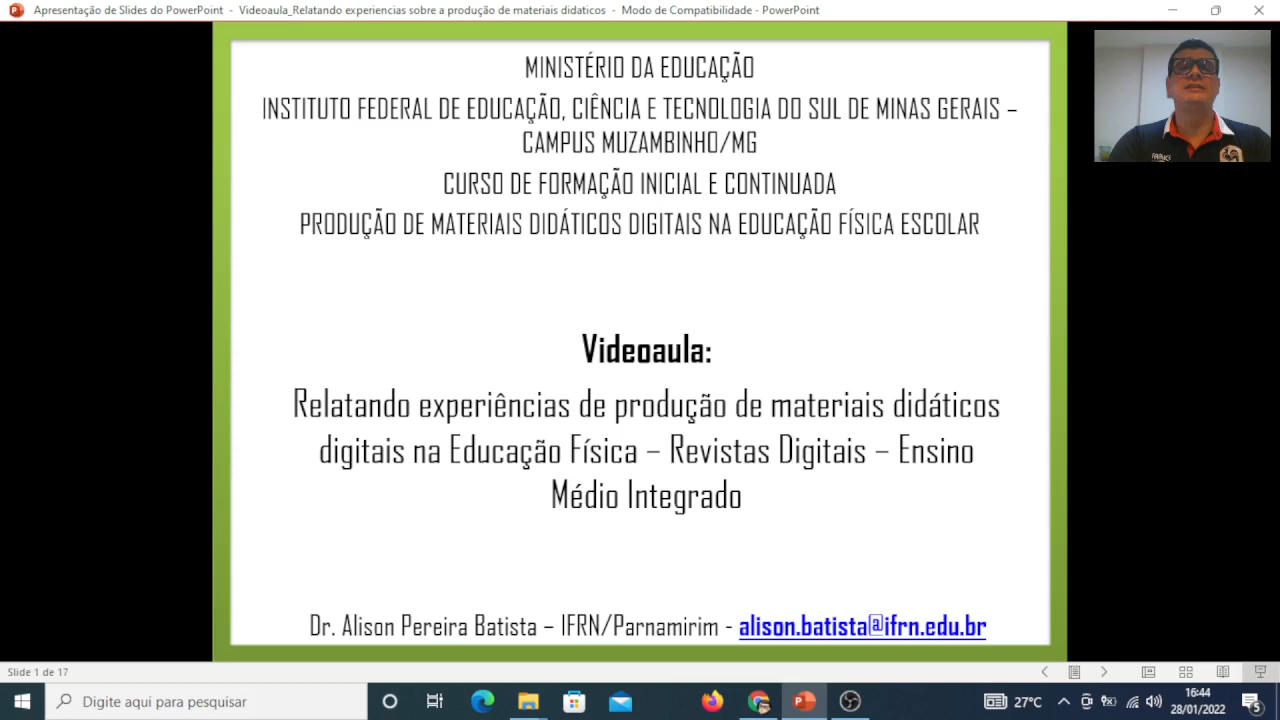 Apresentação de Slides do PowerPoint - Videoaula_Relatando experiencias sobre a produção de materiais didaticos - Modo de Compatibilidade - PowerPoint
MINISTÉRIO DA EDUCAÇÃO
INSTITUTO FEDERAL DE EDUCAÇÃO, CIÊNCIA E TECNOLOGIA DO SUL DE MINAS GERAIS –
CAMPUS MUZAMBINHO/MG
CURSO DE FORMAÇÃO INICIAL E CONTINUADA
PRODUÇÃO DE MATERIAIS DIDÁTICOS DIGITAIS NA EDUCAÇÃO FÍSICA ESCOLAR
Videoaula:
Relatando experiências de produção de materiais didáticos
digitais na Educação Física – Revistas Digitais – Ensino
Médio Integrado
Dr. Alison Pereira Batista – IFRN/Parnamirim - alison.batista@ifrn.edu.br
Slide 1 de 17
Digite aqui para pesquisar
27°C
16:44
28/01/2022
5